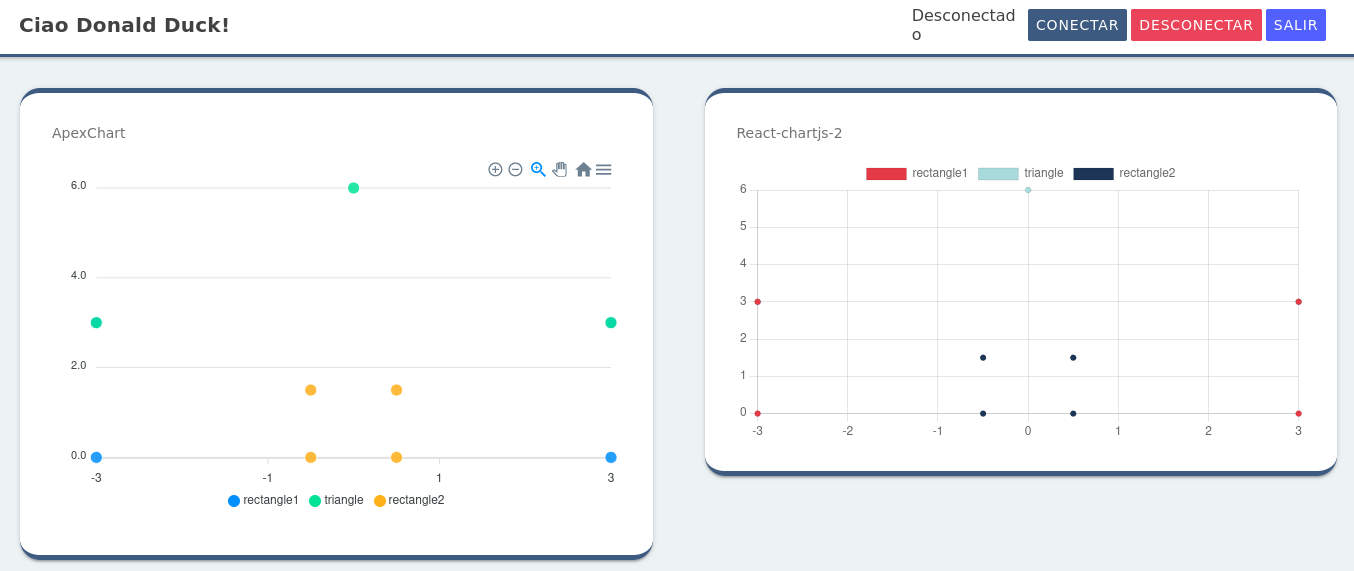 Ciao Donald Duck!
Desconectad
o
CONECTAR DESCONECTAR SALIR
ApexChart
6.0
4.0
2.0
0.0
-3 -1 1 3
rectangle1 triangle rectangle2
React-chartjs-2
rectangle1 triangle rectangle2
6
5
4
3
2
1
0
-3 -2 -1 0 1 2 3